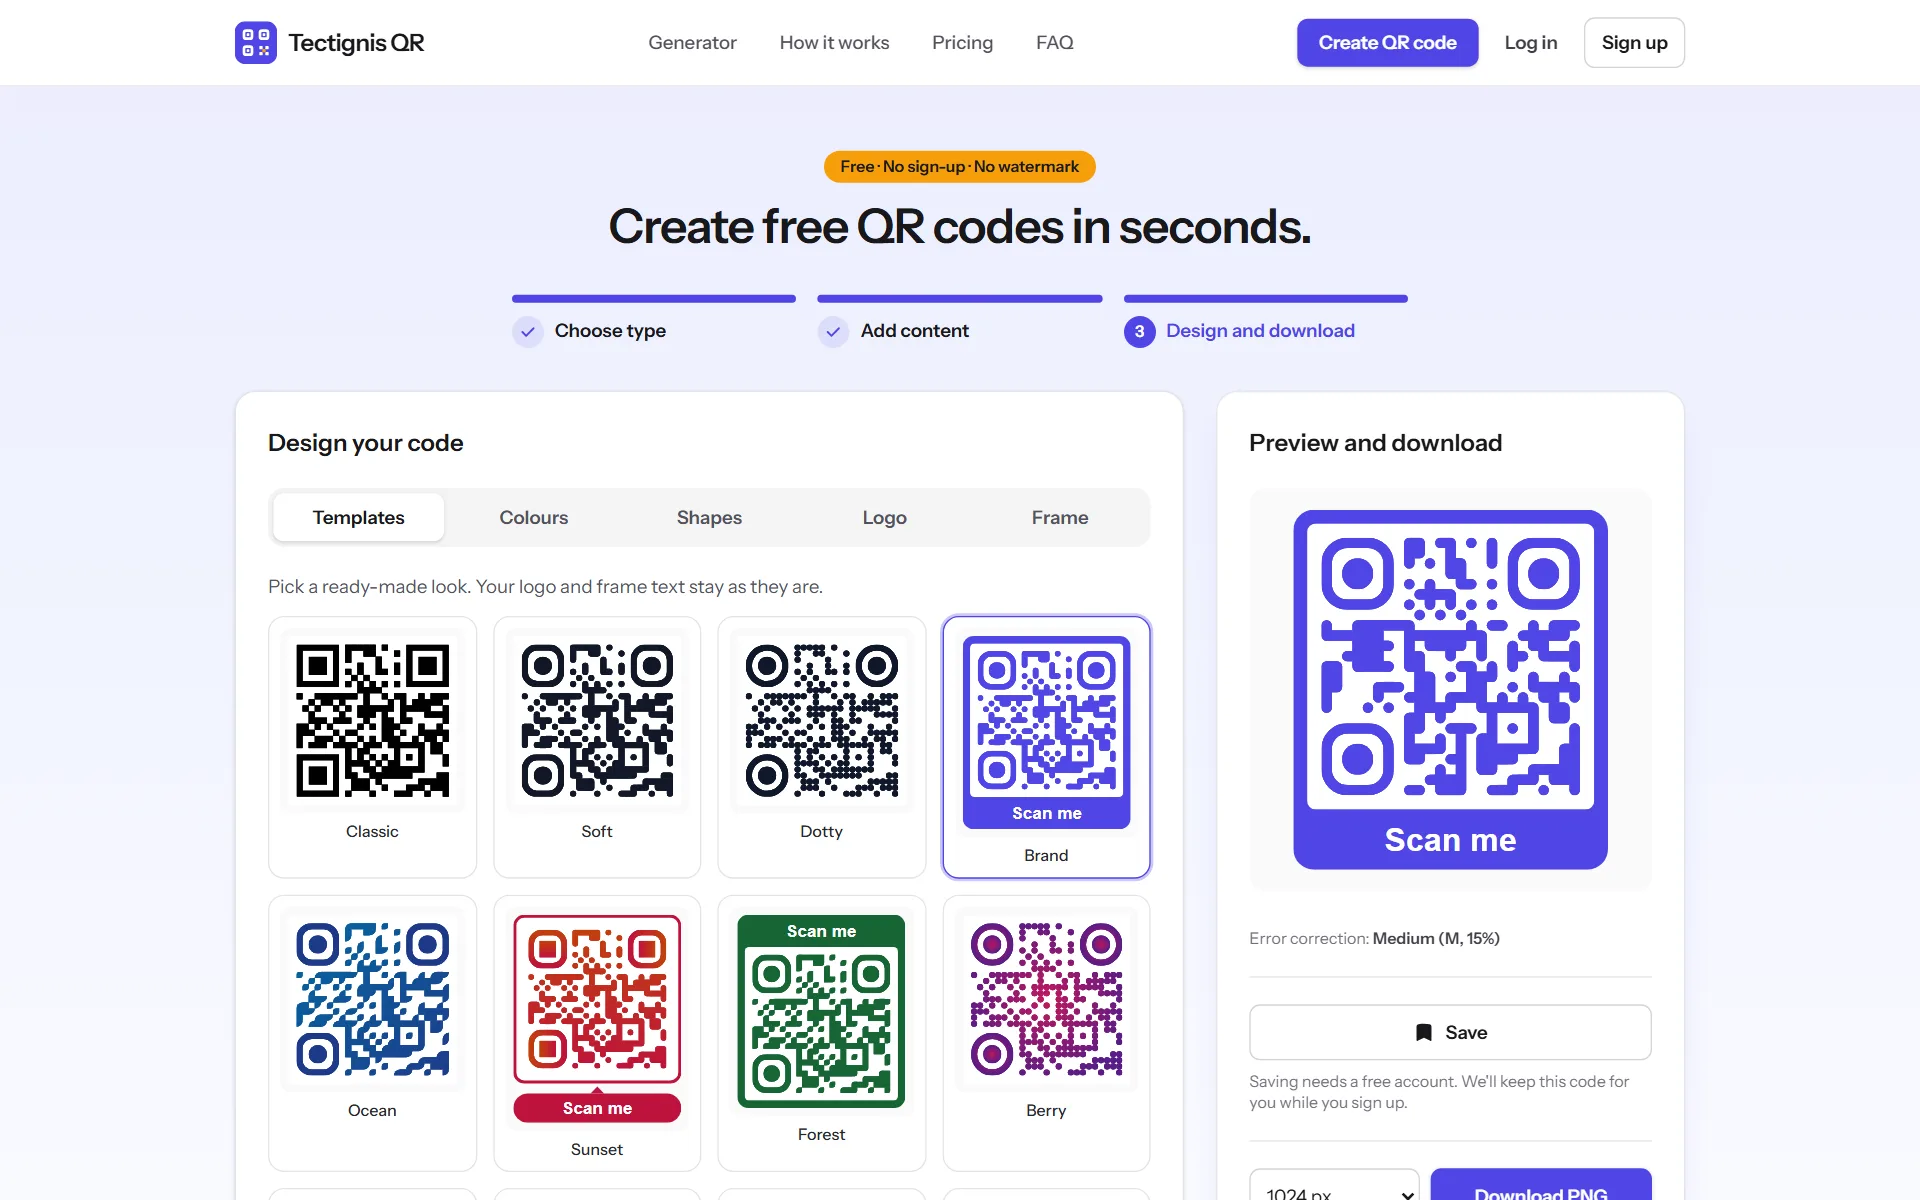 Tectignis QR
Generator
How it works
Pricing
FAQ
Create QR code
Log in
Sign up
Free · No sign-up · No watermark
Create free QR codes in seconds.
Choose type
Add content
3 Design and download
Design your code
Templates
Colours
Shapes
Logo
Frame
Pick a ready-made look. Your logo and frame text stay as they are.
Classic
Soft
Dotty
Scan me
Brand
Ocean
Scan me
Sunset
Scan me
Forest
Berry
Preview and download
Scan me
Error correction: Medium (M, 15%)
Save
Saving needs a free account. We'll keep this code for
you while you sign up.
1024 px
Download PNG